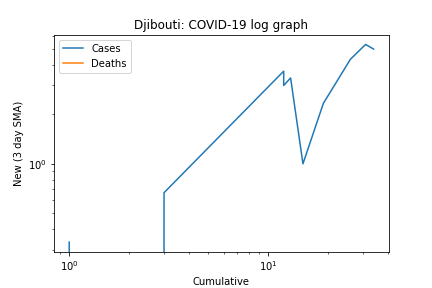 Djibouti: COVID-19 log graph
Cases
Deaths
New (3 day SMA)
10⁰
10⁰
10¹
Cumulative